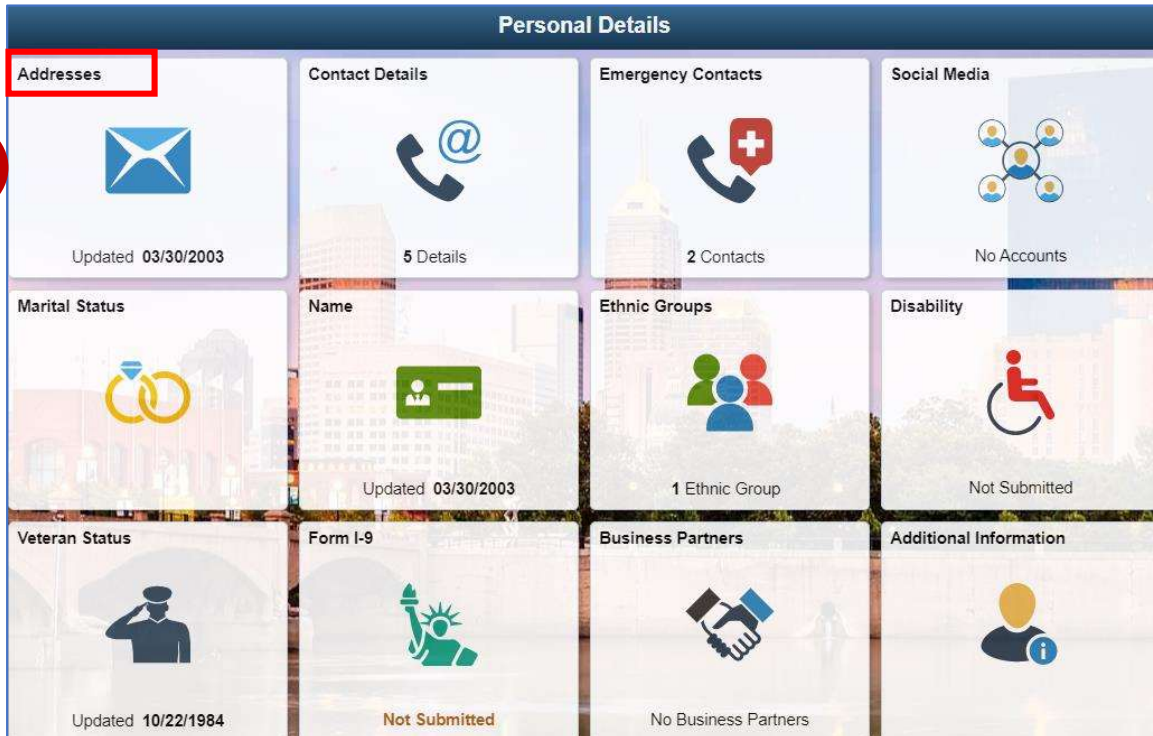 Personal Details
Addresses
Updated 03/30/2003
Contact Details
@
5 Details
Emergency Contacts
2 Contacts
Social Media
No Accounts
Marital Status
Name
Updated 03/30/2003
Ethnic Groups
1 Ethnic Group
Disability
Not Submitted
Veteran Status
Updated 10/22/1984
Form I-9
Not Submitted
Business Partners
No Business Partners
Additional Information
i